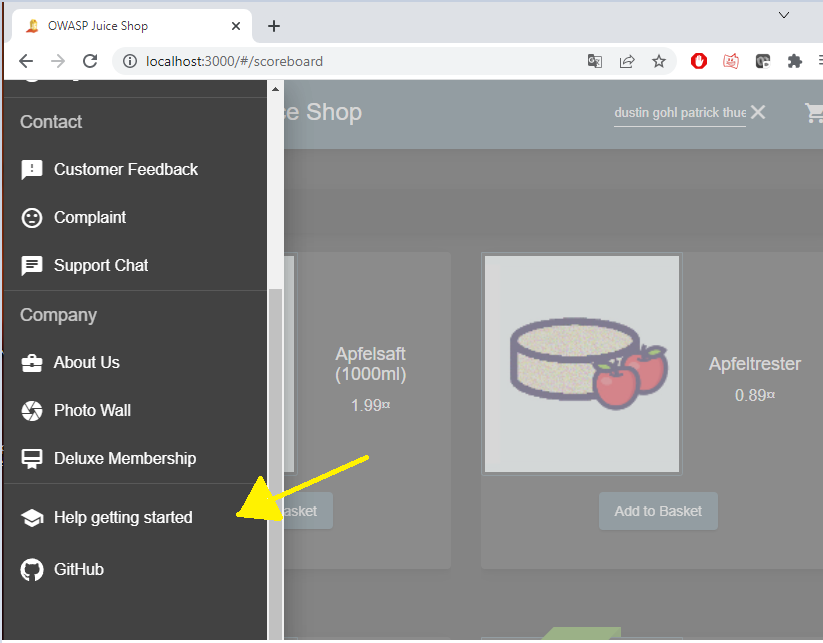 OWASP Juice Shop
localhost:3000/#/scoreboard
ce Shop
dustin gohl patrick thue
Contact
Customer Feedback
Complaint
Support Chat
Company
About Us
Photo Wall
Deluxe Membership
Help getting started
GitHub
Apfelsaft
(1000ml)
1.99¤
asket
Apfeltrester
0.89¤
Add to Basket